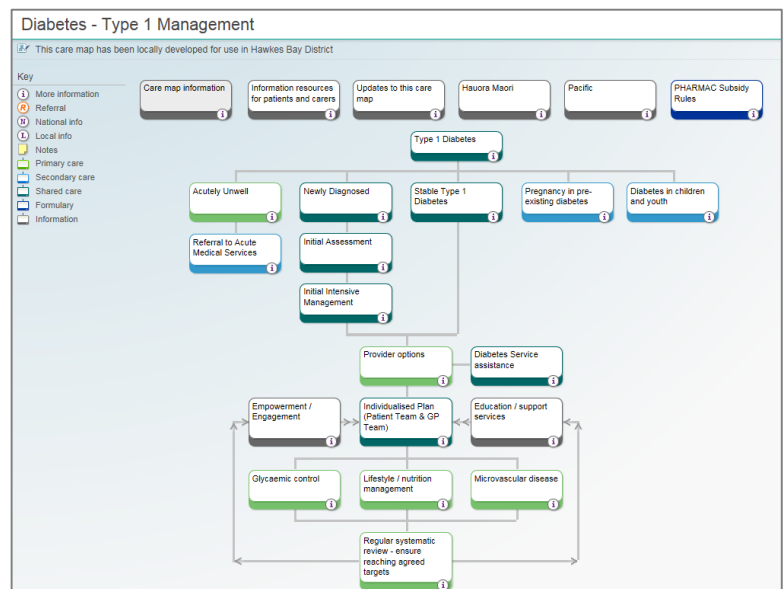 Diabetes - Type 1 Management
This care map has been locally developed for use in Hawkes Bay District
Key
i More information
R Referral
N National info
L Local info
Notes
Primary care
Secondary care
Shared care
Formulary
Information
Care map information
i
Information resources
for patients and carers
i
Updates to this care
map
i
Hauora Maori
i
Pacific
i
PHARMAC Subsidy
Rules
i
Type 1 Diabetes
i
Acutely Unwell
i
Newly Diagnosed
i
Stable Type 1
Diabetes
i
Pregnancy in pre-
existing diabetes
i
Diabetes in children
and youth
i
Referral to Acute
Medical Services
i
Initial Assessment
i
Initial Intensive
Management
i
Provider options
i
Diabetes Service
assistance
i
Empowerment /
Engagement
i
Individualised Plan
(Patient Team & GP
Team)
i
Education / support
services
i
Glycaemic control
i
Lifestyle / nutrition
management
i
Microvascular disease
i
Regular systematic
review - ensure
reaching agreed
targets
i